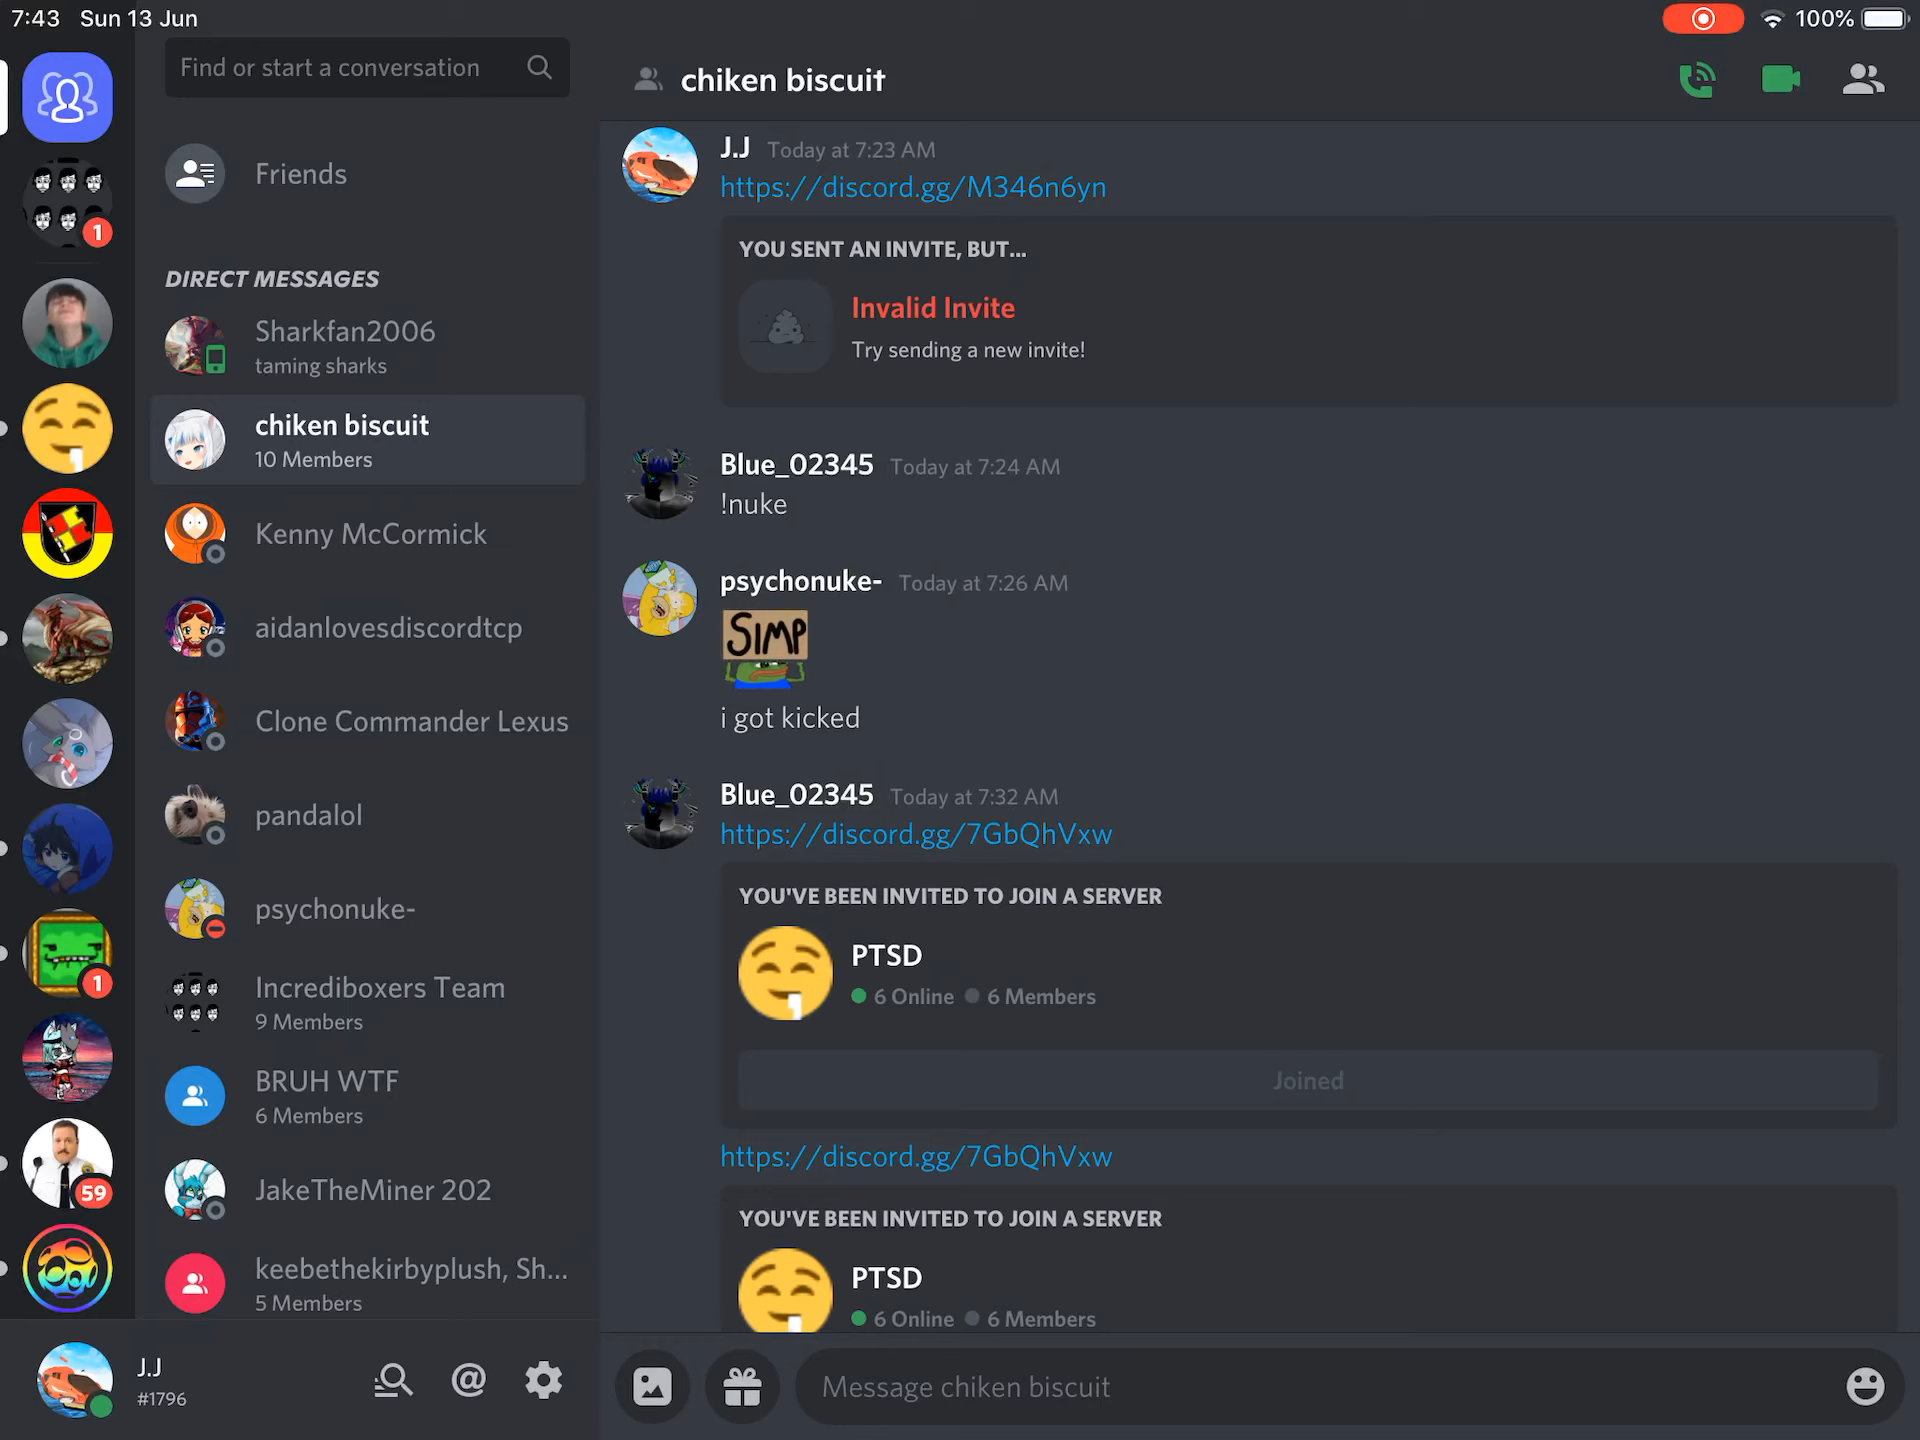 7:43 Sun 13 Jun
100%
Find or start a conversation
Friends
DIRECT MESSAGES
Sharkfan2006
taming sharks
chiken biscuit
10 Members
Kenny McCormick
aidanlovesdiscordtcp
Clone Commander Lexus
pandalol
psychonuke-
Incrediboxers Team
9 Members
BRUH WTF
6 Members
JakeTheMiner 202
keebethekirbyplush, Sh...
5 Members
1
1
59
J.J
#1796
chiken biscuit
J.J Today at 7:23 AM
https://discord.gg/M346n6yn
YOU SENT AN INVITE, BUT...
Invalid Invite
Try sending a new invite!
Blue_02345 Today at 7:24 AM
!nuke
psychonuke- Today at 7:26 AM
SIMP
i got kicked
Blue_02345 Today at 7:32 AM
https://discord.gg/7GbQhVxw
YOU'VE BEEN INVITED TO JOIN A SERVER
PTSD
6 Online 6 Members
Joined
https://discord.gg/7GbQhVxw
YOU'VE BEEN INVITED TO JOIN A SERVER
PTSD
6 Online 6 Members
Message chiken biscuit